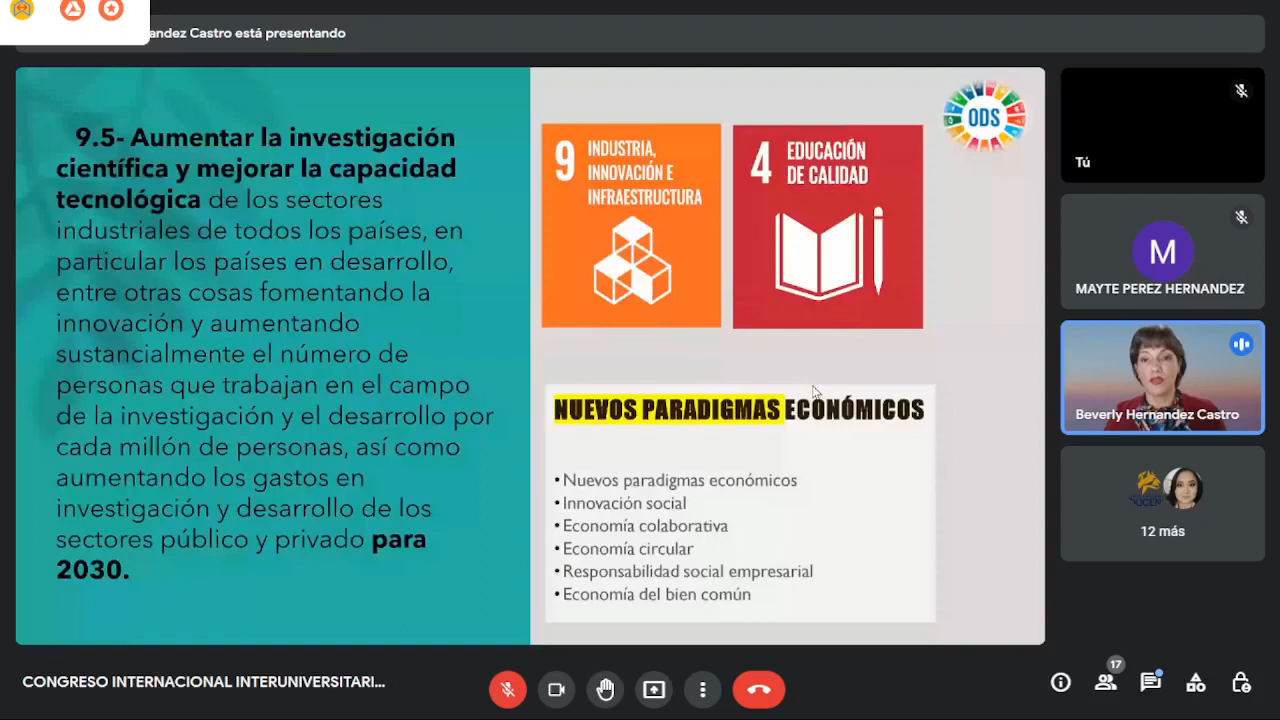 andez Castro está presentando
9.5- Aumentar la investigación
científica y mejorar la capacidad
tecnológica de los sectores
industriales de todos los países, en
particular los países en desarrollo,
entre otras cosas fomentando la
innovación y aumentando
sustancialmente el número de
personas que trabajan en el campo
de la investigación y el desarrollo por
cada millón de personas, así como
aumentando los gastos en
investigación y desarrollo de los
sectores público y privado para
2030.
9 INDUSTRIA,
INNOVACIÓN E
INFRAESTRUCTURA
4 EDUCACIÓN
DE CALIDAD
ODS
NUEVOS PARADIGMAS ECONÓMICOS
• Nuevos paradigmas económicos
• Innovación social
• Economía colaborativa
• Economía circular
• Responsabilidad social empresarial
• Economía del bien común
Tú
M
MAYTE PEREZ HERNANDEZ
Beverly Hernandez Castro
12 más
CONGRESO INTERNACIONAL INTERUNIVERSITARI...
17